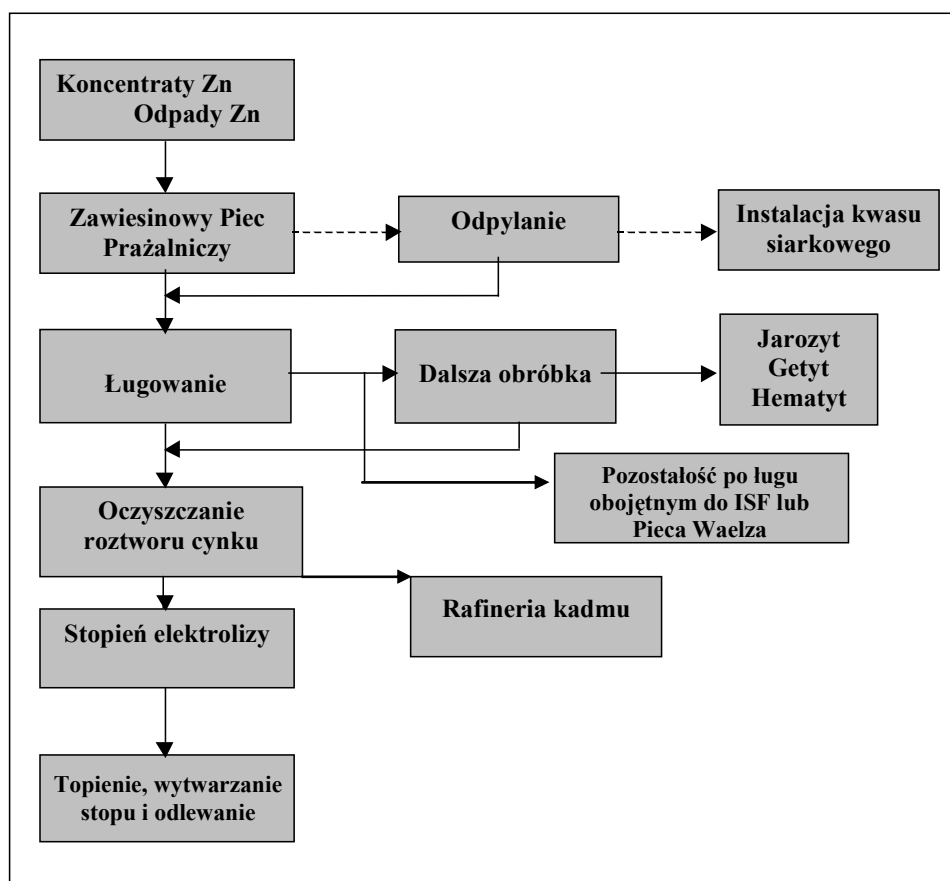 Koncentraty Zn
Odpady Zn
Zawiesinowy Piec
Prażalniczy
Odpylanie
Instalacja kwasu
siarkowego
Ługowanie
Dalsza obróbka
Jarozyt
Getyt
Hematyt
Pozostałość po ługu
obojętnym do ISF lub
Pieca Waelza
Oczyszczanie
roztworu cynku
Rafineria kadmu
Stopień elektrolizy
Topienie, wytwarzanie
stopu i odlewanie